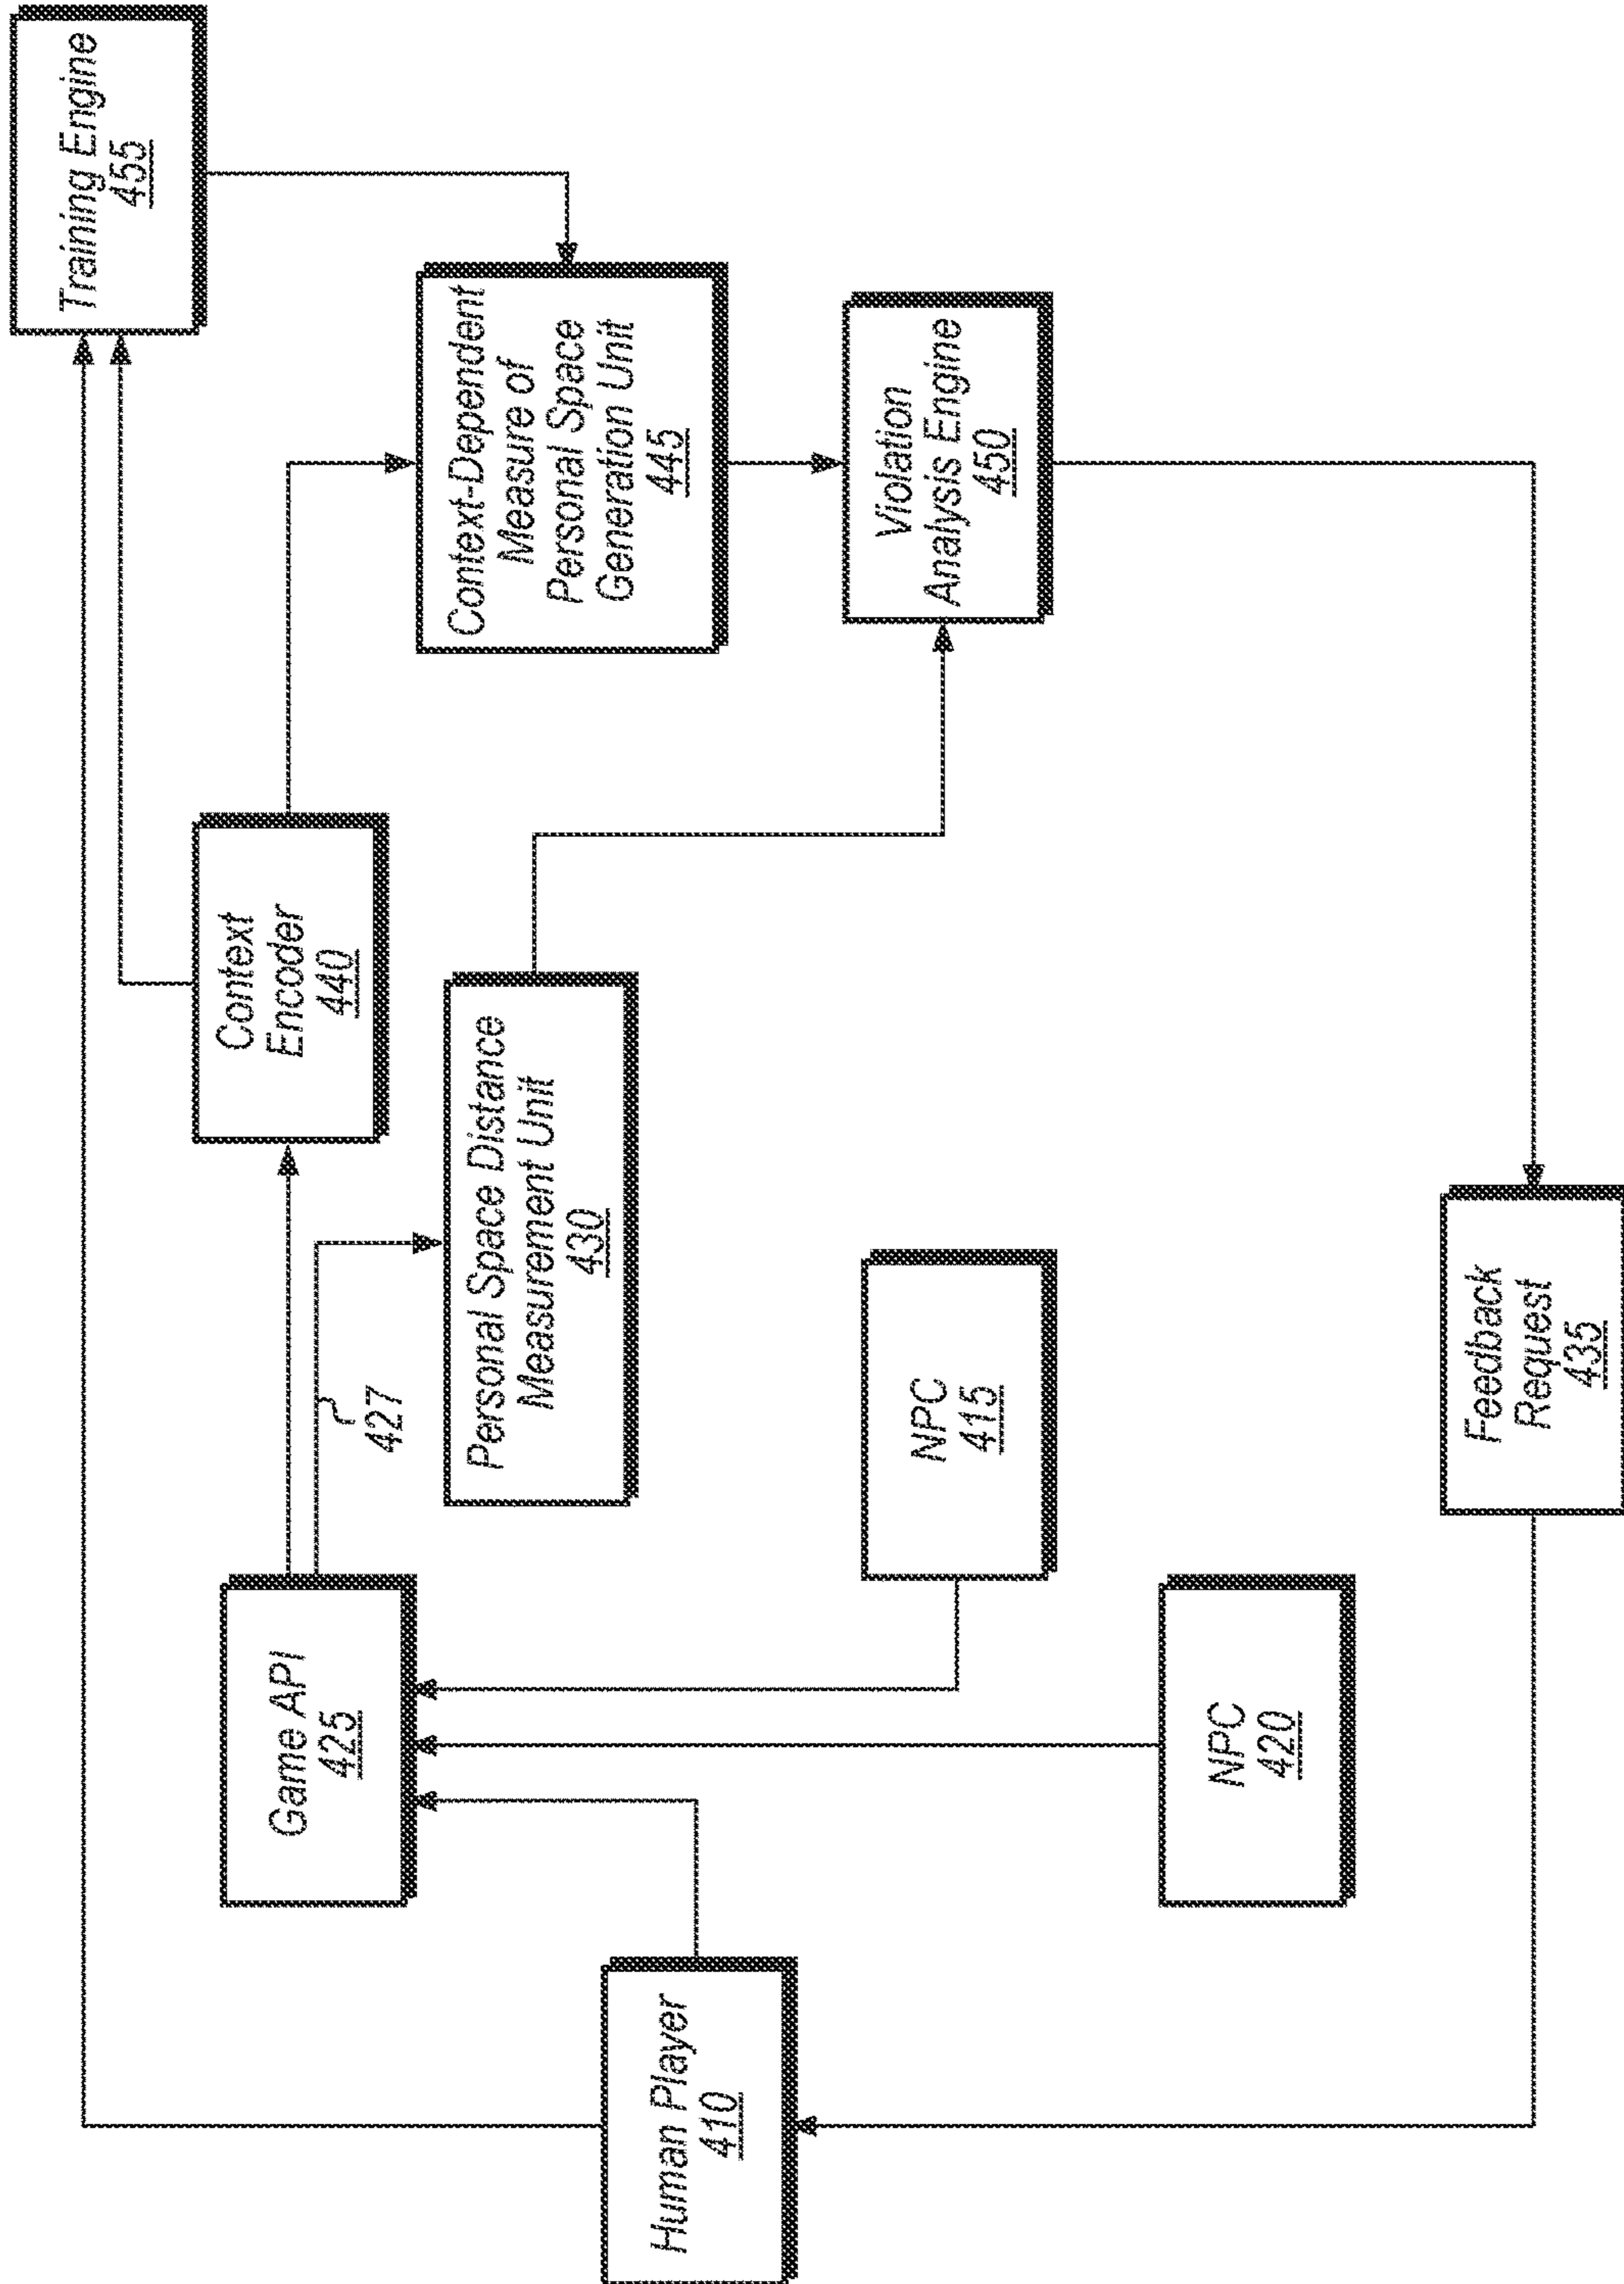 Training Engine
455
Context
Encoder
440
Context-Dependent
Measure of
Personal Space
Generation Unit
445
Game API
425
427
Personal Space Distance
Measurement Unit
430
Violation
Analysis Engine
450
Human Player
410
NPC
415
NPC
420
Feedback
Request
435